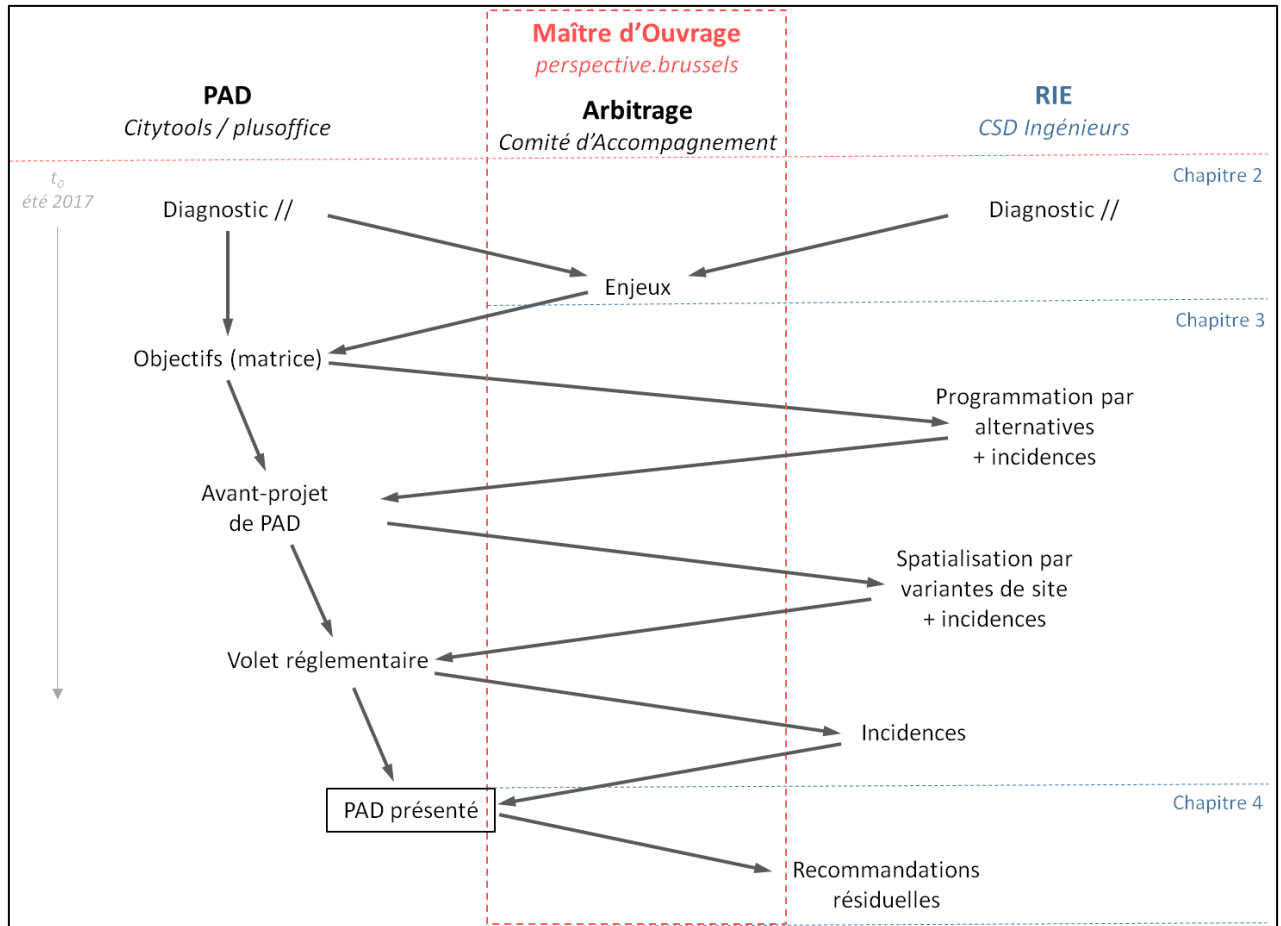 Maître d’Ouvrage
perspective.brussels
PAD
Citytools / plusoffice
Arbitrage
Comité d’Accompagnement
RIE
CSD Ingénieurs
t0
été 2017
Chapitre 2
Diagnostic //
Diagnostic //
Enjeux
Chapitre 3
Objectifs (matrice)
Programmation par
alternatives
+ incidences
Avant-projet
de PAD
Spatialisation par
variantes de site
+ incidences
Volet réglementaire
Incidences
PAD présenté
Chapitre 4
Recommandations
résiduelles